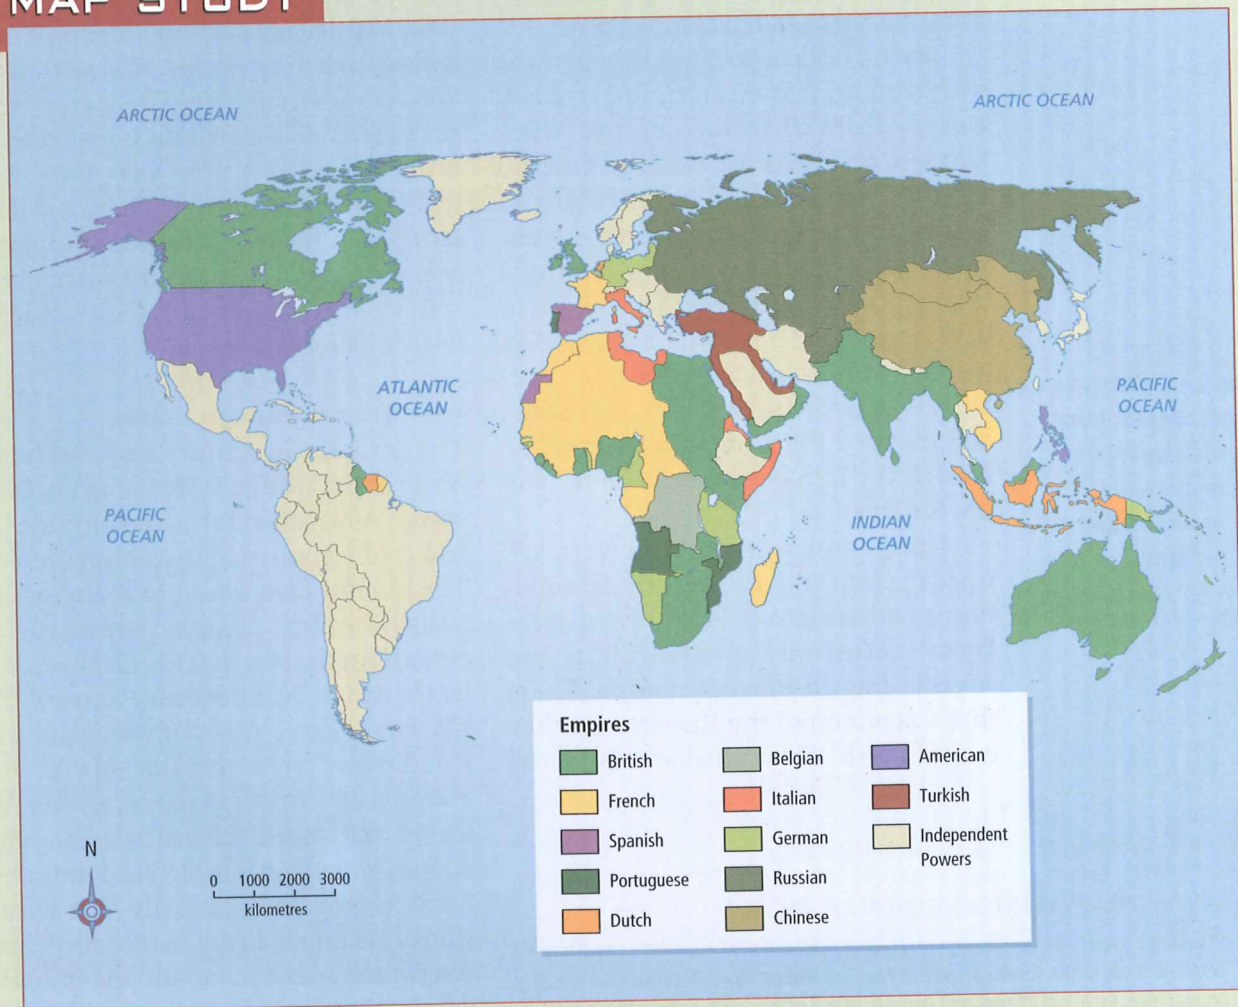 MAP STUDY
ARCTIC OCEAN
ARCTIC OCEAN
ATLANTIC
OCEAN
PACIFIC
OCEAN
PACIFIC
OCEAN
INDIAN
OCEAN
Empires
British
French
Spanish
Portuguese
Dutch
Belgian
Italian
German
Russian
Chinese
American
Turkish
Independent
Powers
N
0 1000 2000 3000
kilometres